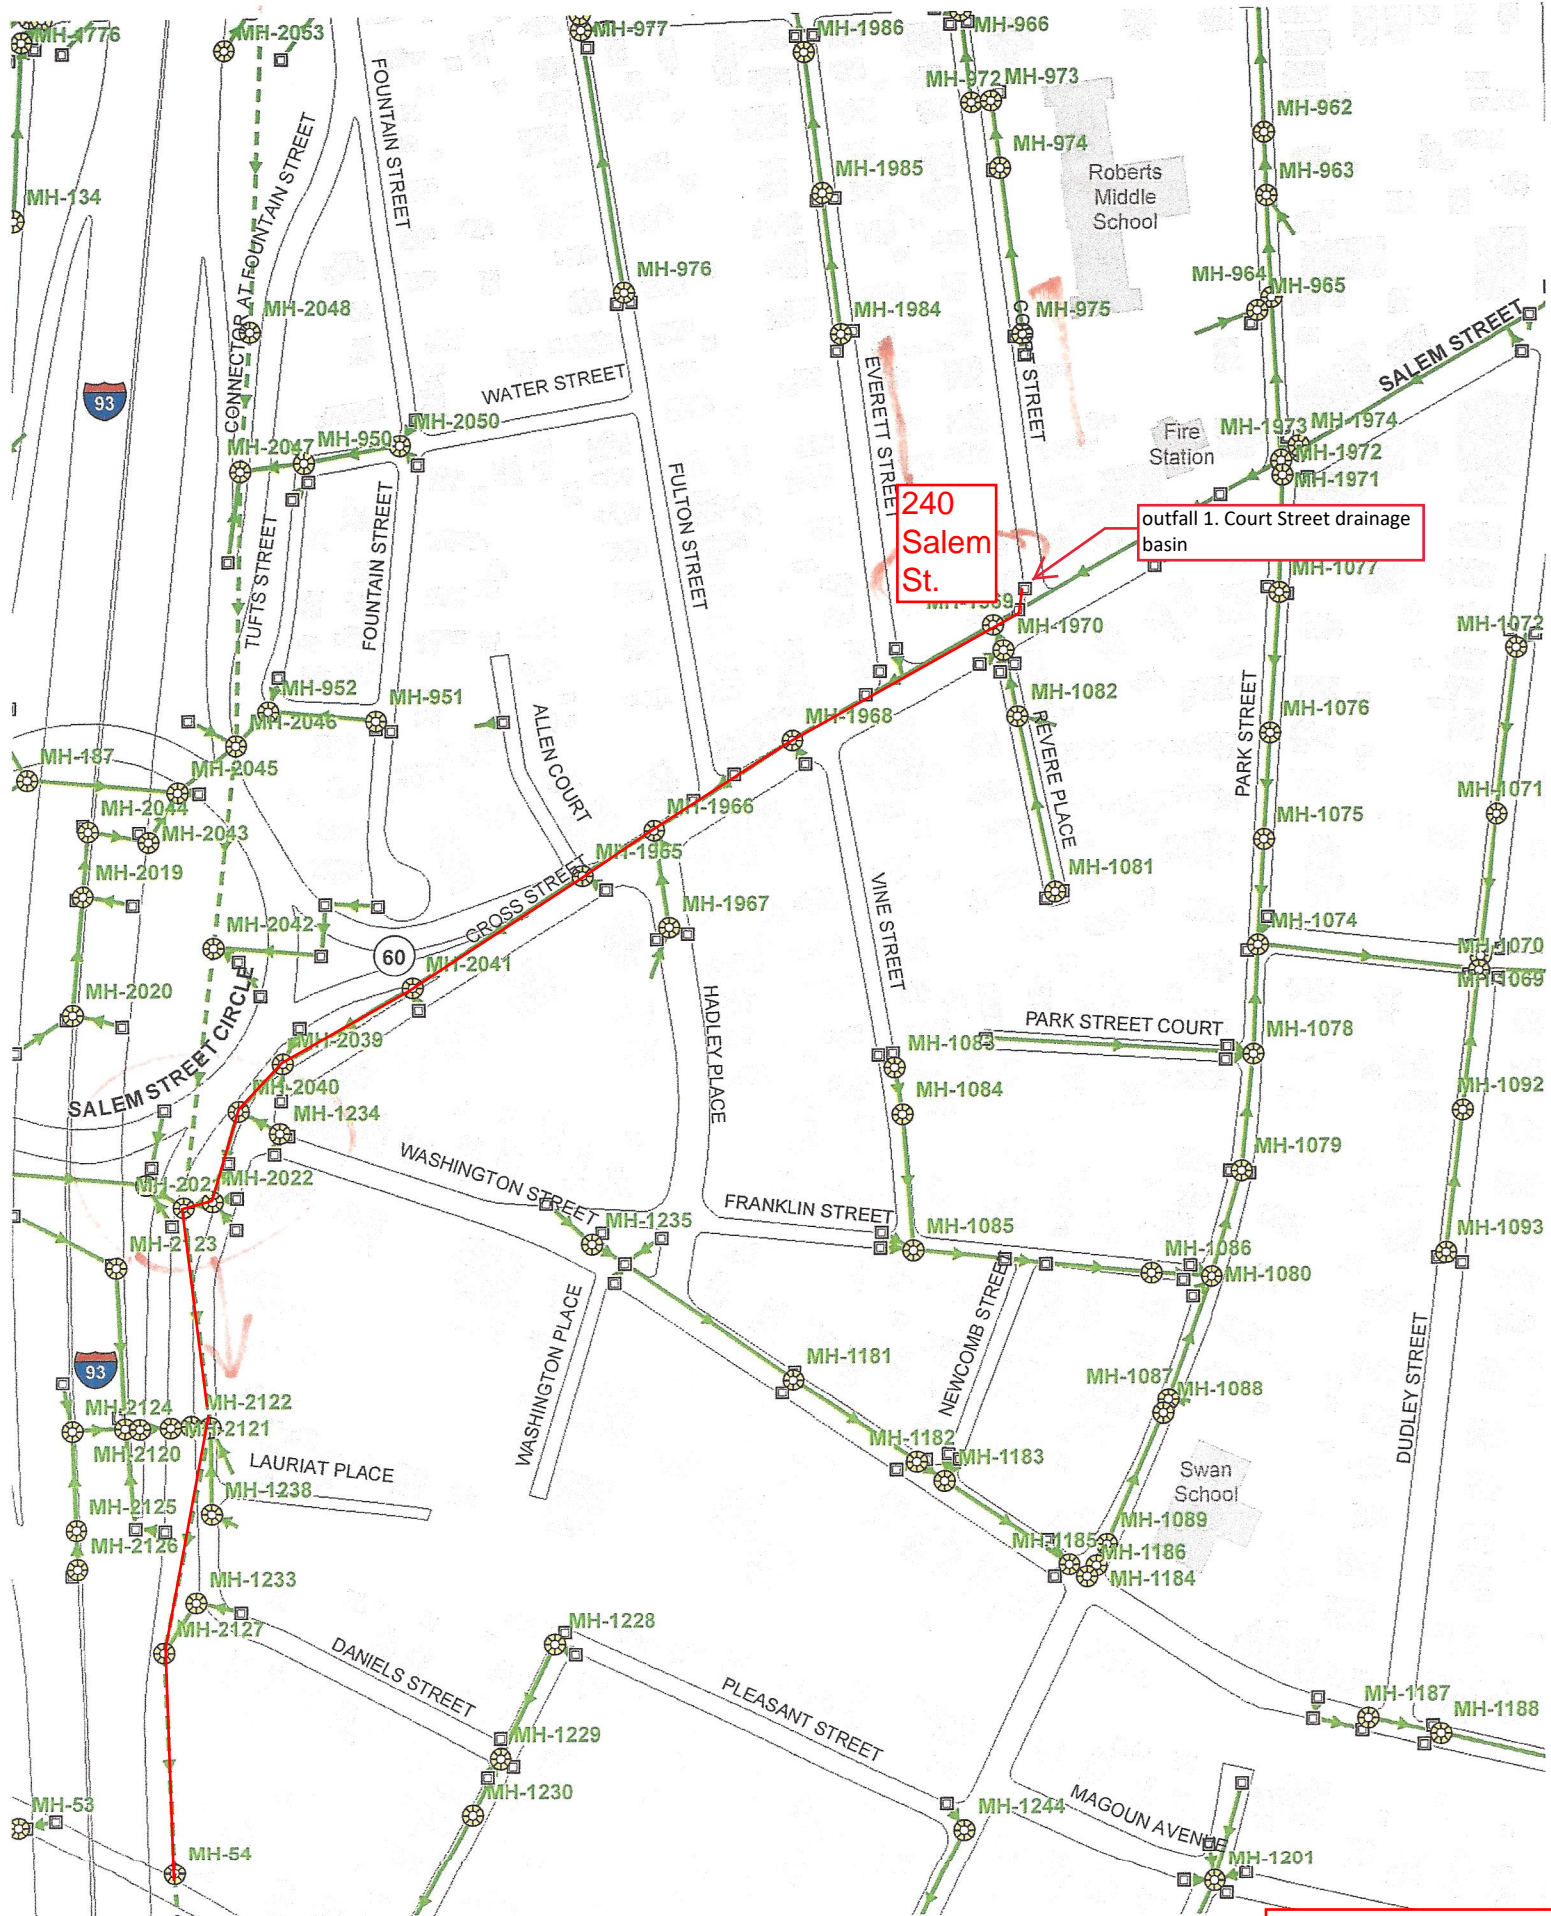 MH-1776
MH-2053
MH-977
MH-1986
MH-966
MH-972
MH-973
MH-962
MH-974
FOUNTAIN STREET
MH-1985
Roberts
Middle
School
MH-963
MH-134
CONNECTOR AT FOUNTAIN STREET
MH-976
MH-964
MH-965
MH-2048
MH-1984
MH-975
SALEM STREET
93
WATER STREET
EVERETT STREET
MH-2050
MH-950
MH-2047
Fire
Station
MH-1973
MH-1974
MH-1972
MH-1971
FULTON STREET
240
Salem
St.
outfall 1. Court Street drainage
basin
TUFTS STREET
FOUNTAIN STREET
MH-1077
MH-1970
MH-1072
MH-952
MH-951
MH-1082
PARK STREET
MH-2046
ALLEN COURT
MH-1968
REVERE PLACE
MH-1076
MH-187
MH-2045
MH-2044
MH-2043
MH-1966
MH-1071
MH-1075
MH-1965
MH-2019
MH-1081
CROSS STREET
MH-1967
VINE STREET
MH-2042
MH-1074
MH-1070
MH-1069
60
MH-2041
MH-2020
HADLEY PLACE
PARK STREET COURT
MH-2039
MH-1083
MH-1078
SALEM STREET CIRCLE
MH-2040
MH-1234
MH-1084
MH-1092
WASHINGTON STREET
MH-1079
MH-2022
FRANKLIN STREET
MH-1235
MH-1085
MH-1093
MH-2123
MH-1086
MH-1080
WASHINGTON PLACE
NEWCOMB STREET
DUDLEY STREET
93
MH-1181
MH-1087
MH-1088
MH-2122
MH-2124
MH-2121
MH-2120
MH-1182
MH-1183
LAURIAT PLACE
Swan
School
MH-1238
MH-2125
MH-2126
MH-1089
MH-1185
MH-1186
MH-1184
MH-1233
MH-2127
MH-1228
DANIELS STREET
PLEASANT STREET
MH-1187
MH-1188
MH-1229
MH-1230
MH-53
MH-1244
MAGOUN AVENUE
MH-54
MH-1201